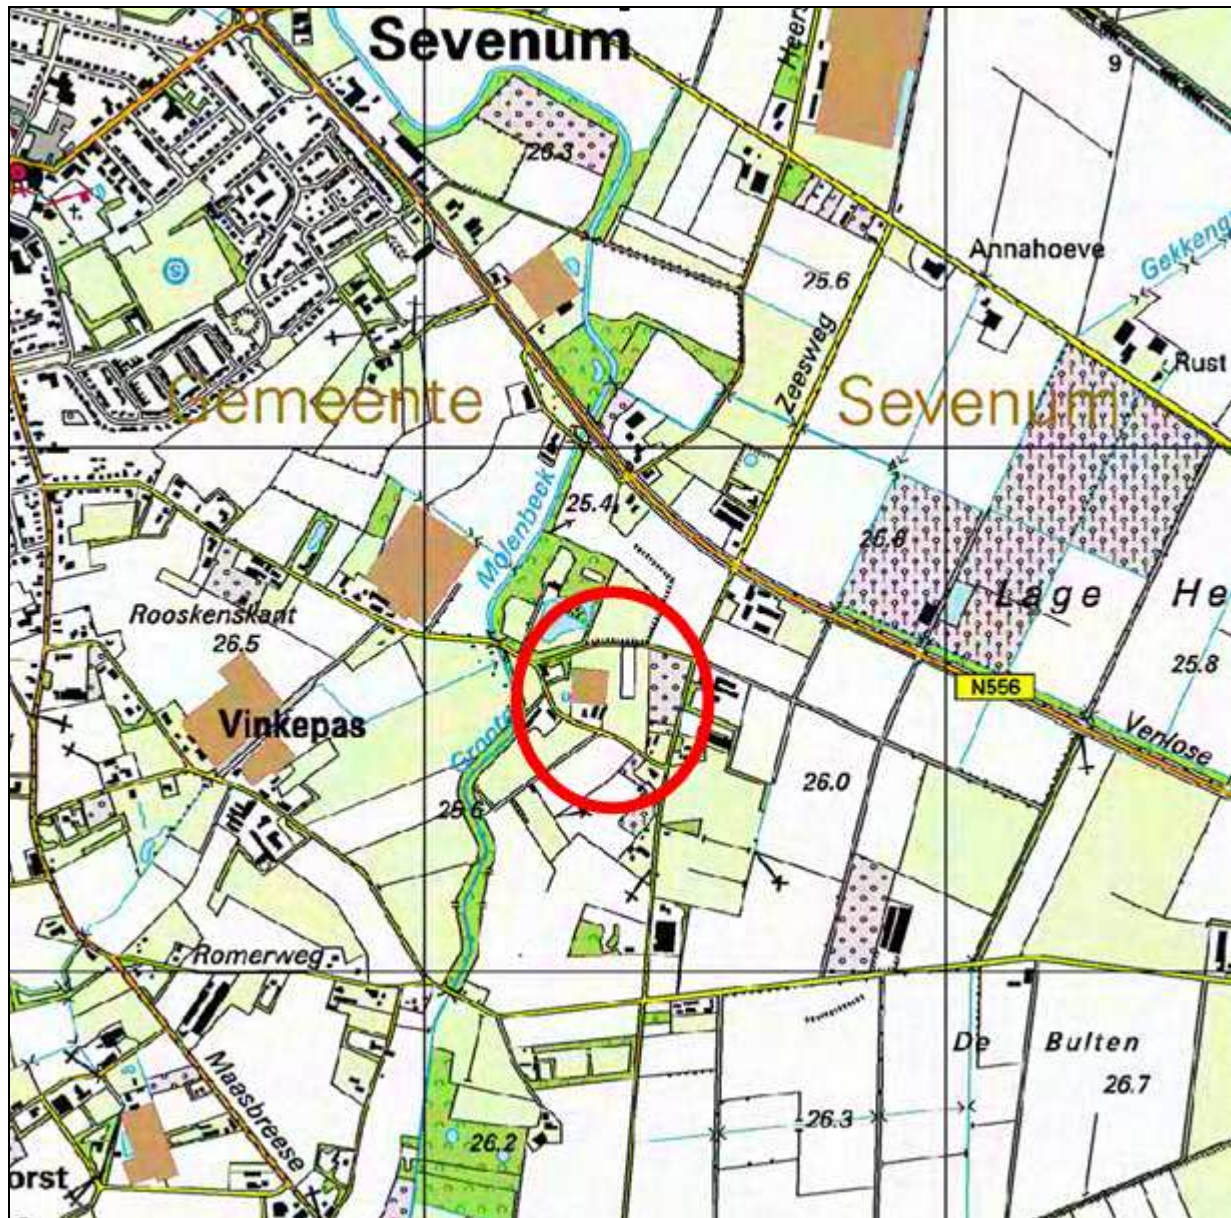 Sevenum
Heers
9
26.3
Annahoeve
Gekkeng
25.6
S
Zeesweg
Rust
Gemeente Sevenum
Molenbeck
25.4
26.8
Rooskenskant
26.5
Lage He
25.8
N556
Vinkepas
Groote
Venlose
26.0
25.6
Romerweg
De Bulten
26.7
Maasbreese
26.3
26.2
orst